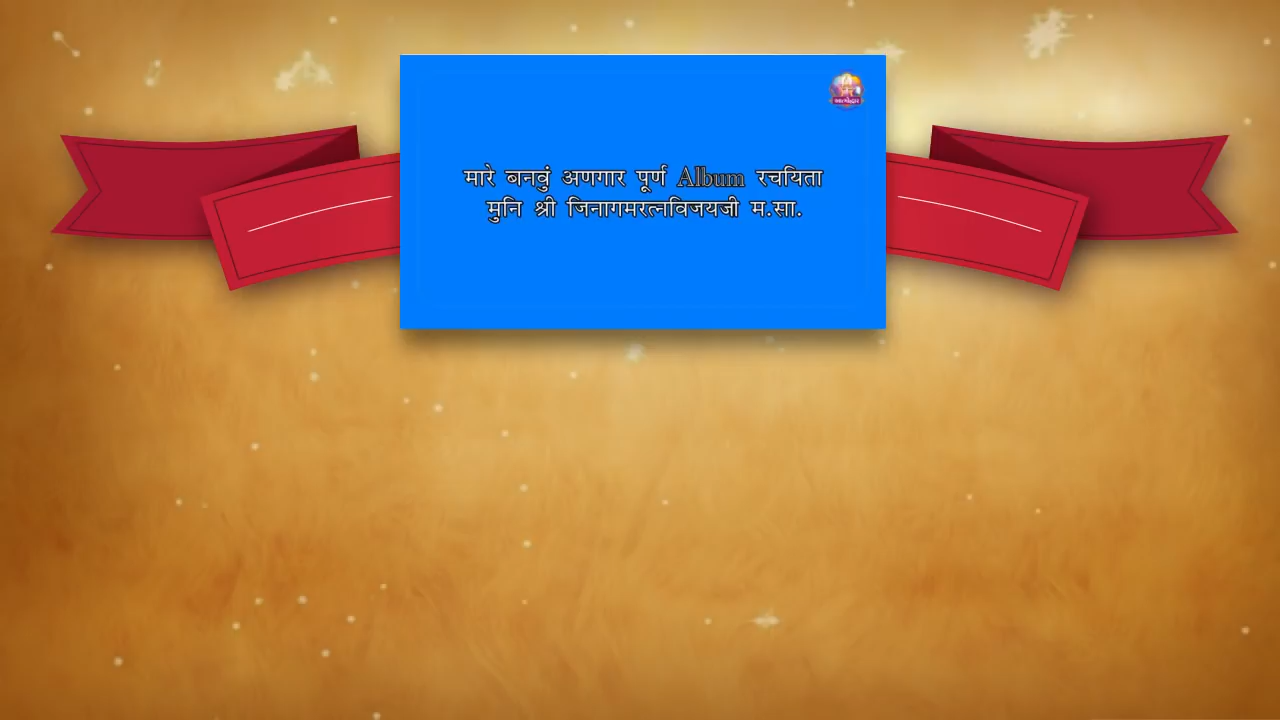 मारे बनवुं अणगार पूर्ण Album रचयिता
मुनि श्री जिनागमरत्नविजयजी म.सा.